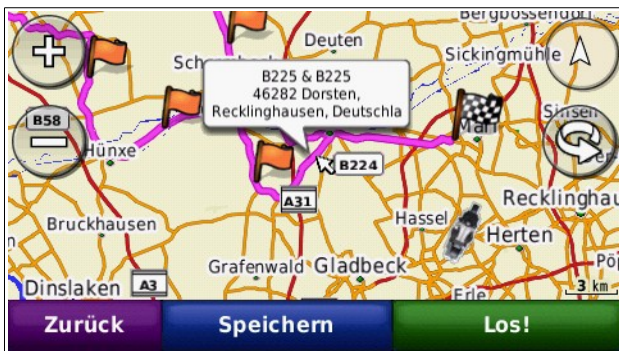 Deuten
Sickingmühle
B225 & B225
46282 Dorsten,
Recklinghausen, Deutschla
B58
Hünxe
B224
A31
Recklinghau
Hassel
Bruckhausen
Herten
Grafenwald
Gladbeck
Dinslaken
A3
3 km
Zurück
Speichern
Los!